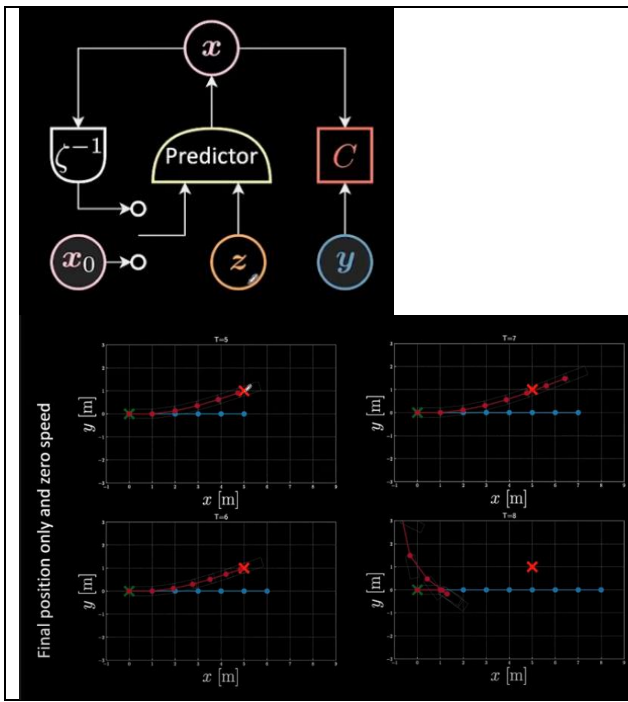 x
ζ⁻¹
Predictor
C
x₀
z
y
Final position only and zero speed
T=5
y [m]
x [m]
T=7
y [m]
x [m]
T=6
y [m]
x [m]
T=8
y [m]
x [m]